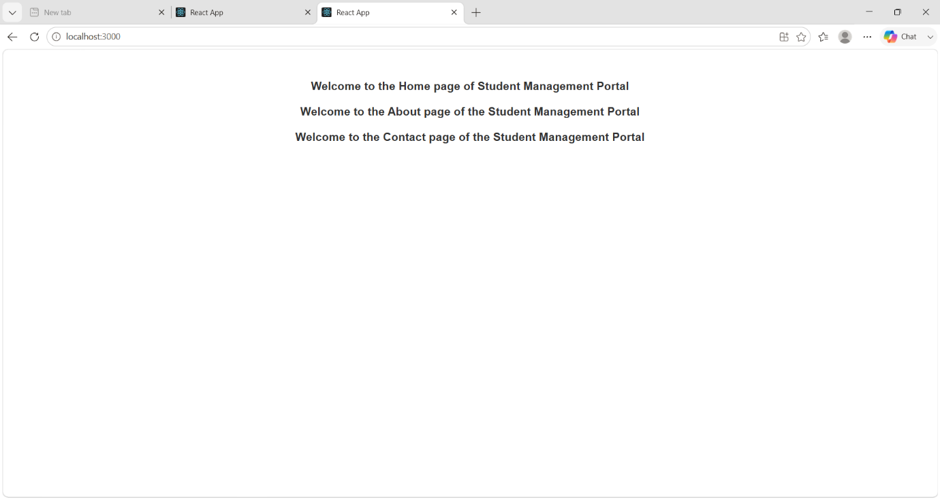 New tab
React App
React App
localhost:3000
Chat
Welcome to the Home page of Student Management Portal
Welcome to the About page of the Student Management Portal
Welcome to the Contact page of the Student Management Portal